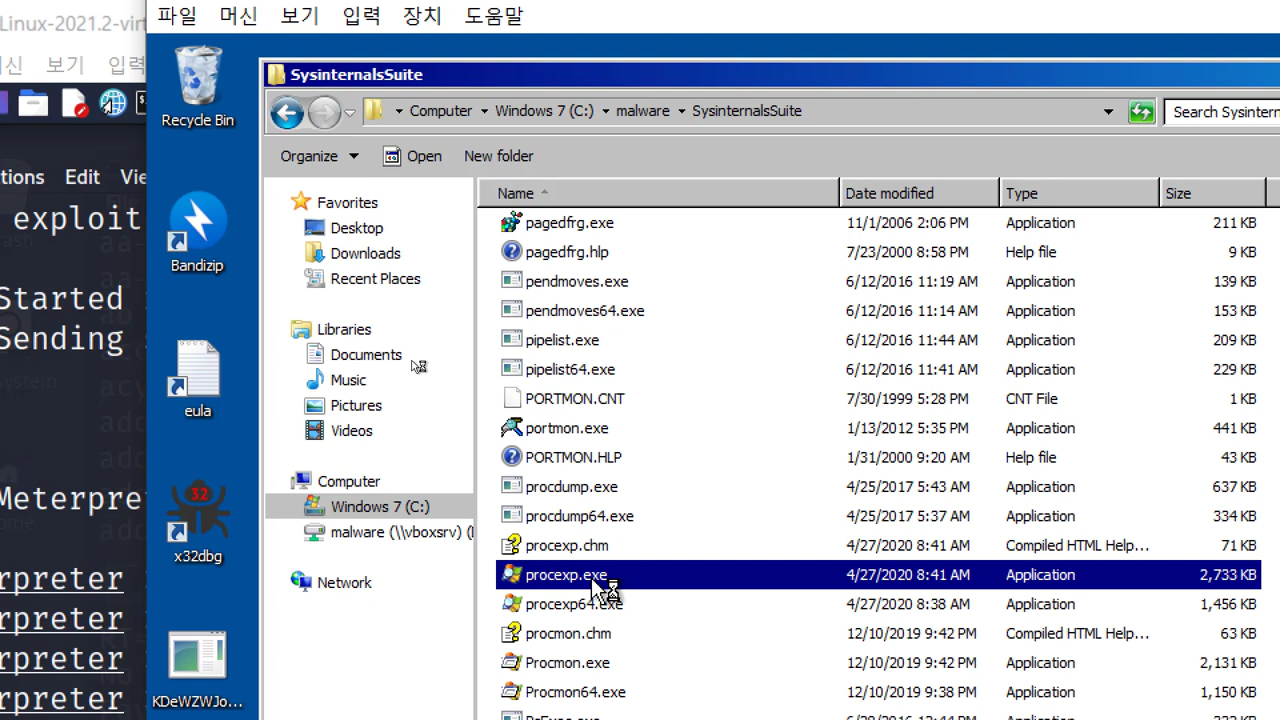 Linux-2021.2-virt
파일 머신 보기 입력 장치 도움말
보기 입력
tions Edit Vie
exploit
Started
Sending
Meterpret
rpreter
rpreter
rpreter
rpreter
Recycle Bin
Bandizip
eula
32
x32dbg
KDeWZWJo...
SysinternalsSuite
Computer Windows 7 (C:) malware SysinternalsSuite
Search Sysintern
Organize Open New folder
Favorites
Desktop
Downloads
Recent Places
Libraries
Documents
Music
Pictures
Videos
Computer
Windows 7 (C:)
malware (\\vboxsrv) (
Network
Name Date modified Type Size
pagedfrg.exe 11/1/2006 2:06 PM Application 211 KB
pagedfrg.hlp 7/23/2000 8:58 PM Help file 9 KB
pendmoves.exe 6/12/2016 11:19 AM Application 139 KB
pendmoves64.exe 6/12/2016 11:14 AM Application 153 KB
pipelist.exe 6/12/2016 11:44 AM Application 209 KB
pipelist64.exe 6/12/2016 11:41 AM Application 229 KB
PORTMON.CNT 7/30/1999 5:28 PM CNT File 1 KB
portmon.exe 1/13/2012 5:35 PM Application 441 KB
PORTMON.HLP 1/31/2000 9:20 AM Help file 43 KB
procdump.exe 4/25/2017 5:43 AM Application 637 KB
procdump64.exe 4/25/2017 5:37 AM Application 334 KB
procexp.chm 4/27/2020 8:41 AM Compiled HTML Help... 71 KB
procexp.exe 4/27/2020 8:41 AM Application 2,733 KB
procexp64.exe 4/27/2020 8:38 AM Application 1,456 KB
procmon.chm 12/10/2019 9:42 PM Compiled HTML Help... 63 KB
Procmon.exe 12/10/2019 9:42 PM Application 2,131 KB
Procmon64.exe 12/10/2019 9:38 PM Application 1,150 KB